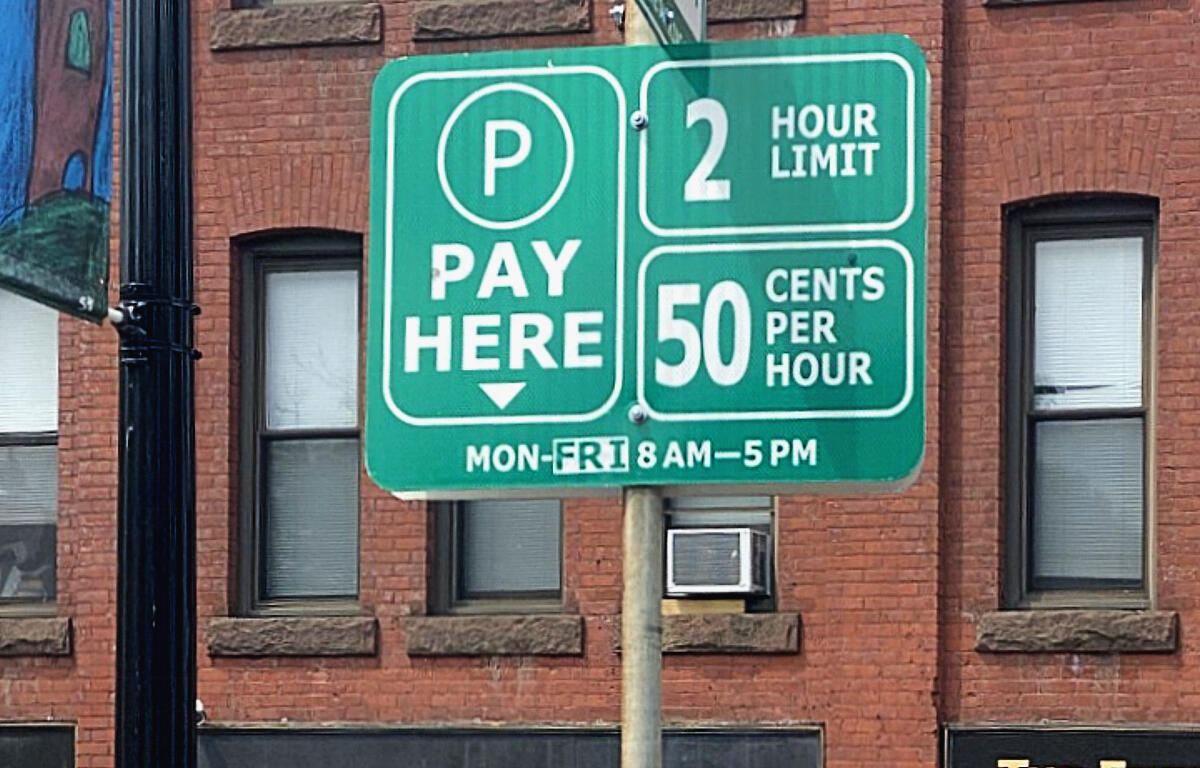 P
PAY
HERE
2 HOUR
LIMIT
50 CENTS
PER
HOUR
MON-FRI 8 AM—5 PM